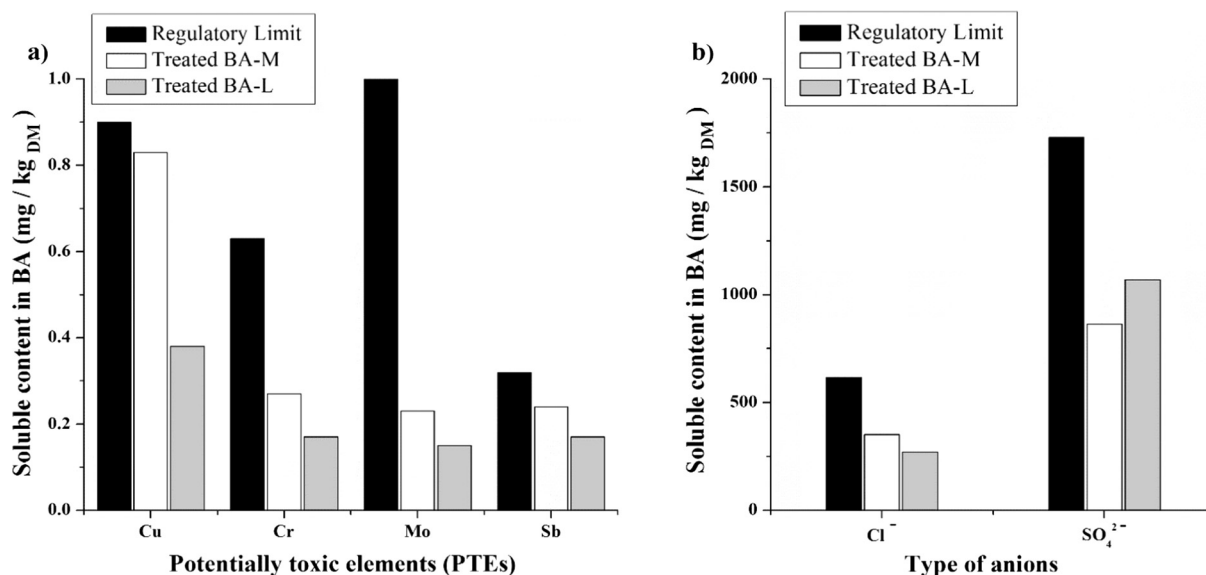 a)
Regulatory Limit
Treated BA-M
Treated BA-L
Soluble content in BA (mg / kg DM)
1.0
0.8
0.6
0.4
0.2
0.0
Cu Cr Mo Sb
Potentially toxic elements (PTEs)
b)
Regulatory Limit
Treated BA-M
Treated BA-L
Soluble content in BA (mg / kg DM)
2000
1500
1000
500
0
Cl⁻ SO₄²⁻
Type of anions